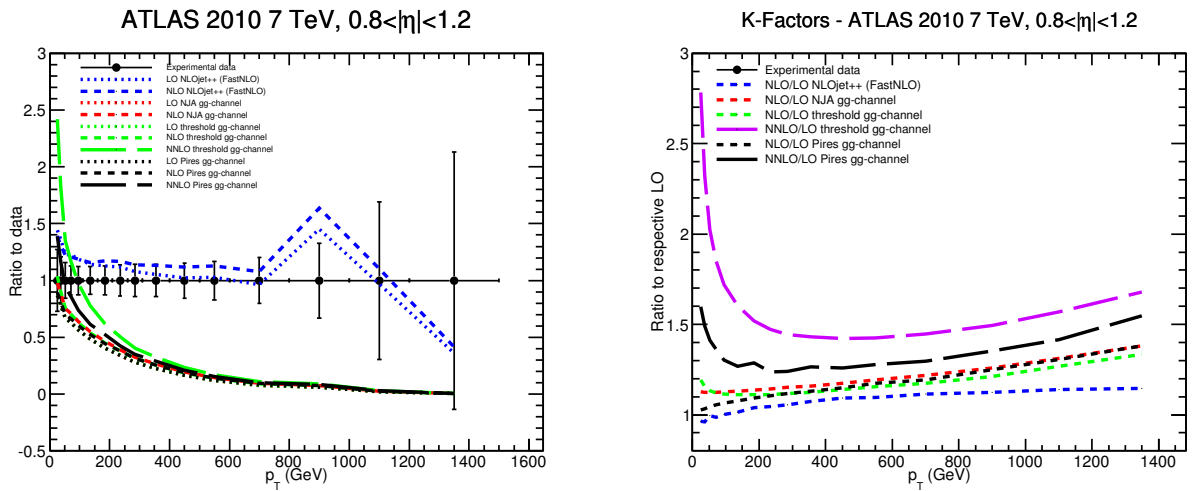 ATLAS 2010 7 TeV, 0.8<|η|<1.2
Ratio to data
3
2.5
2
1.5
1
0.5
0
-0.5
Experimental data
LO NLOjet++ (FastNLO)
NLO NLOjet++ (FastNLO)
LO NJA gg-channel
NLO NJA gg-channel
LO threshold gg-channel
NLO threshold gg-channel
NNLO threshold gg-channel
LO Pires gg-channel
NLO Pires gg-channel
NNLO Pires gg-channel
0 200 400 600 800 1000 1200 1400 1600
p_T (GeV)
K-Factors - ATLAS 2010 7 TeV, 0.8<|η|<1.2
Ratio to respective LO
3
2.5
2
1.5
1
Experimental data
NLO/LO NLOjet++ (FastNLO)
NLO/LO NJA gg-channel
NLO/LO threshold gg-channel
NNLO/LO threshold gg-channel
NLO/LO Pires gg-channel
NNLO/LO Pires gg-channel
0 200 400 600 800 1000 1200 1400
p_T (GeV)